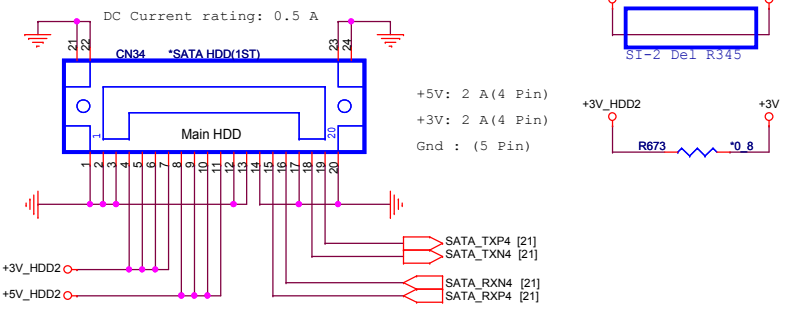 DC Current rating: 0.5 A
21
22
23
24
CN34 *SATA HDD(1ST)
SI-2 Del R345
+5V: 2 A(4 Pin)
+3V_HDD2
+3V
+3V: 2 A(4 Pin)
1
Main HDD
20
Gnd : (5 Pin)
R673
*0_8
1
2
3
4
5
6
7
8
9
10
11
12
13
14
15
16
17
18
19
20
SATA_TXP4 [21]
SATA_TXN4 [21]
+3V_HDD2
SATA_RXN4 [21]
+5V_HDD2
SATA_RXP4 [21]